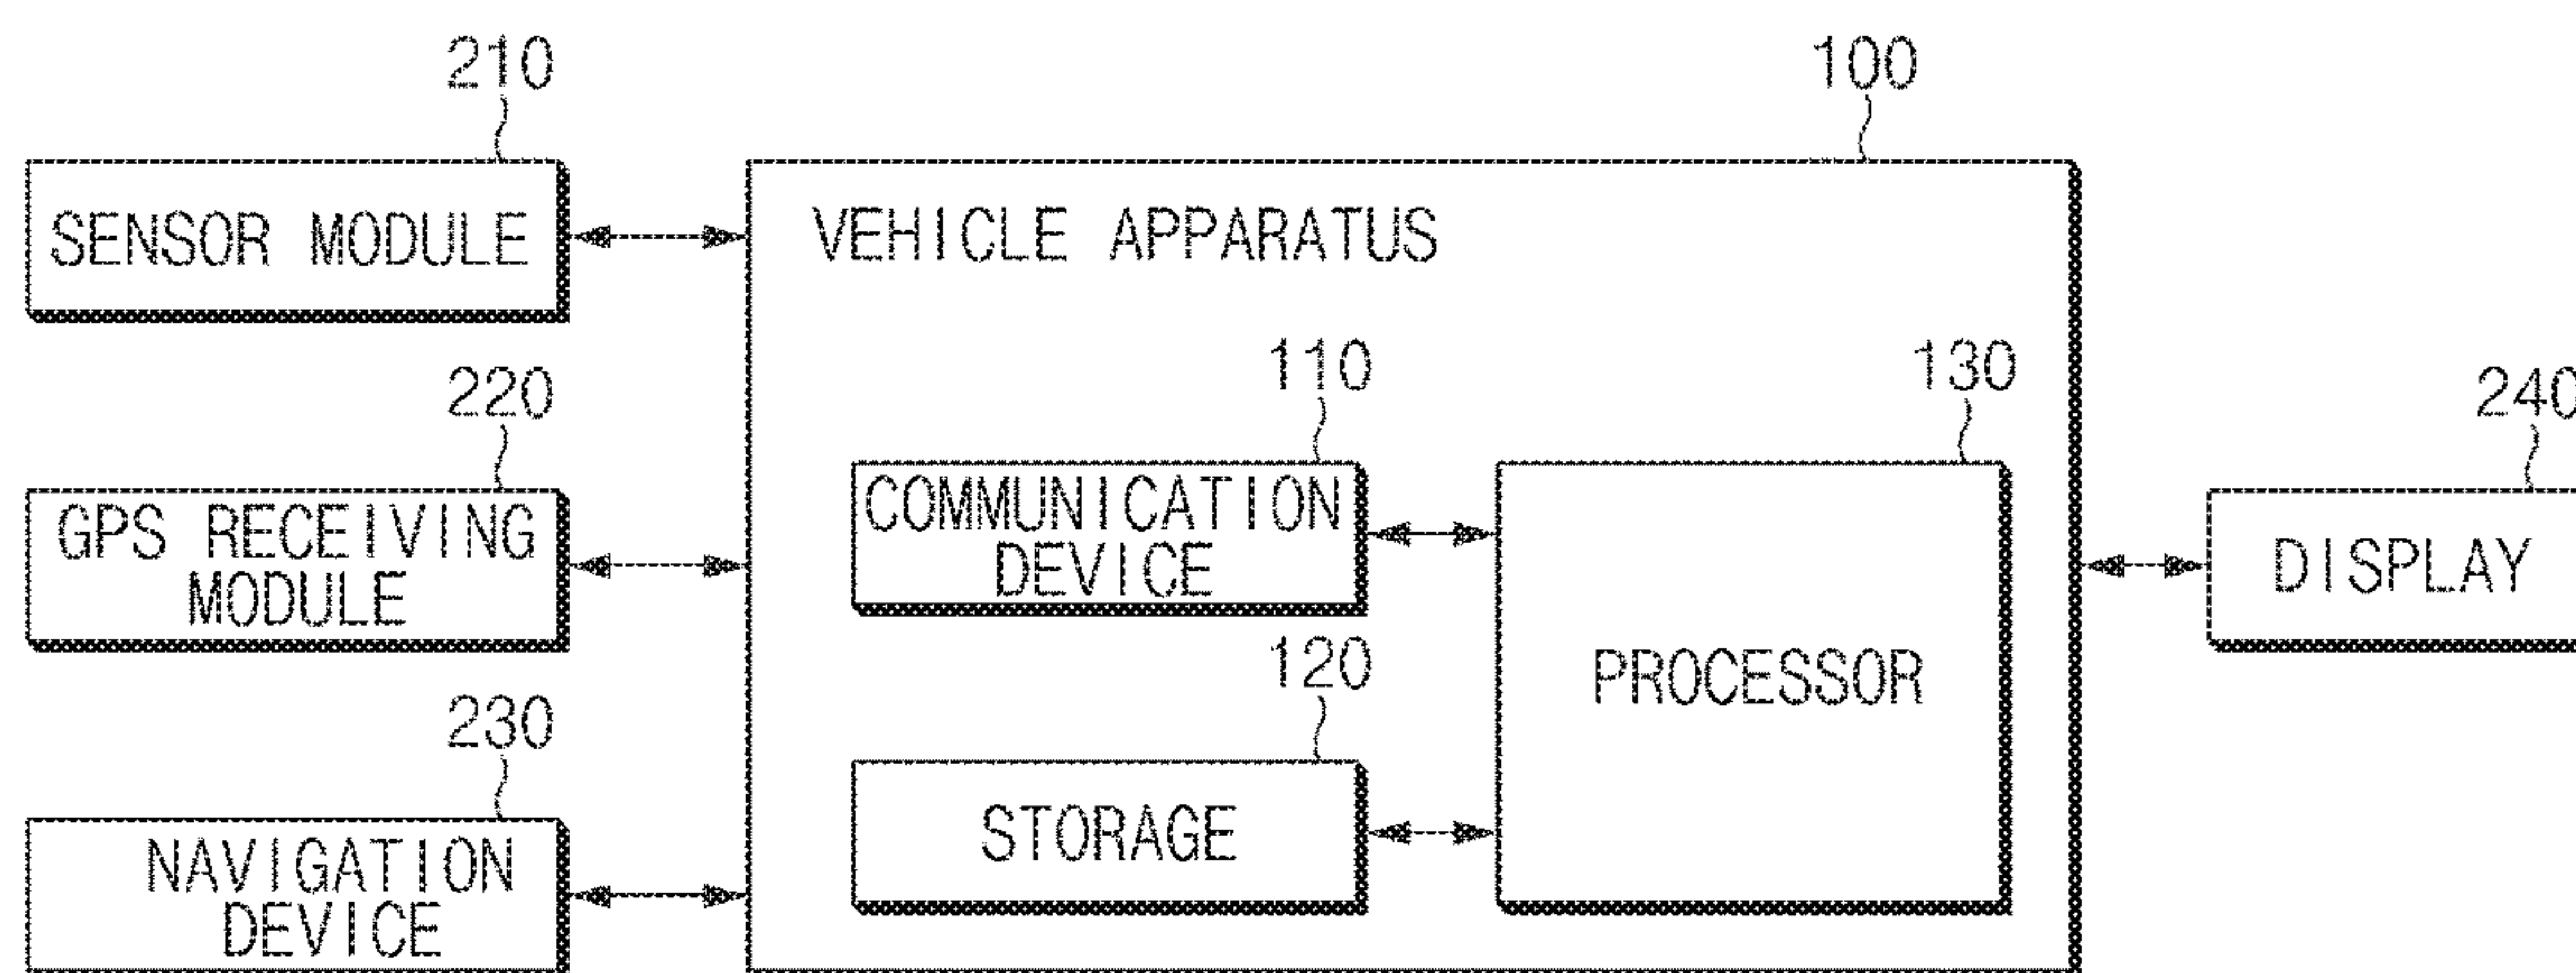 210
100
SENSOR MODULE
VEHICLE APPARATUS
220
110
130
240
GPS RECEIVING
MODULE
COMMUNICATION
DEVICE
DISPLAY
PROCESSOR
230
120
NAVIGATION
DEVICE
STORAGE